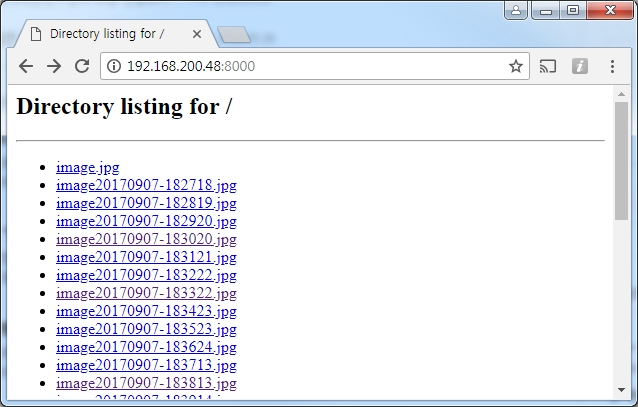 Directory listing for /
192.168.200.48:8000
Directory listing for /
image.jpg
image20170907-182718.jpg
image20170907-182819.jpg
image20170907-182920.jpg
image20170907-183020.jpg
image20170907-183121.jpg
image20170907-183222.jpg
image20170907-183322.jpg
image20170907-183423.jpg
image20170907-183523.jpg
image20170907-183624.jpg
image20170907-183713.jpg
image20170907-183813.jpg